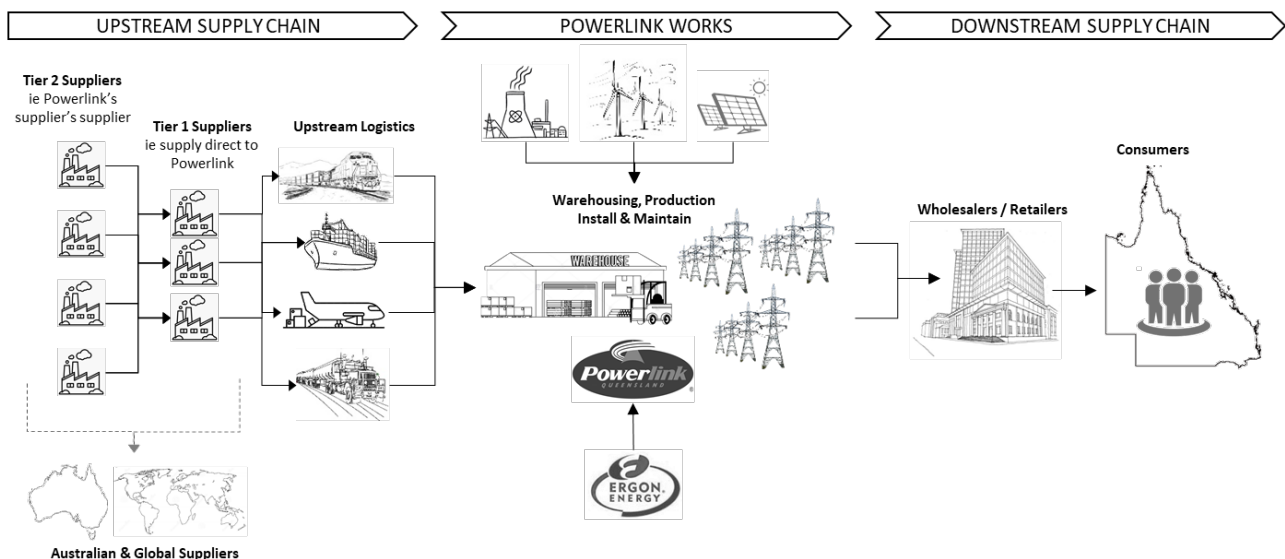 UPSTREAM SUPPLY CHAIN
POWERLINK WORKS
DOWNSTREAM SUPPLY CHAIN
Tier 2 Suppliers
ie Powerlink's
supplier's supplier
Tier 1 Suppliers
ie supply direct to
Powerlink
Upstream Logistics
Warehousing, Production
Install & Maintain
WAREHOUSE
Powerlink
QUEENSLAND
®
ERGON.
ENERGY
Wholesalers / Retailers
Consumers
Australian & Global Suppliers